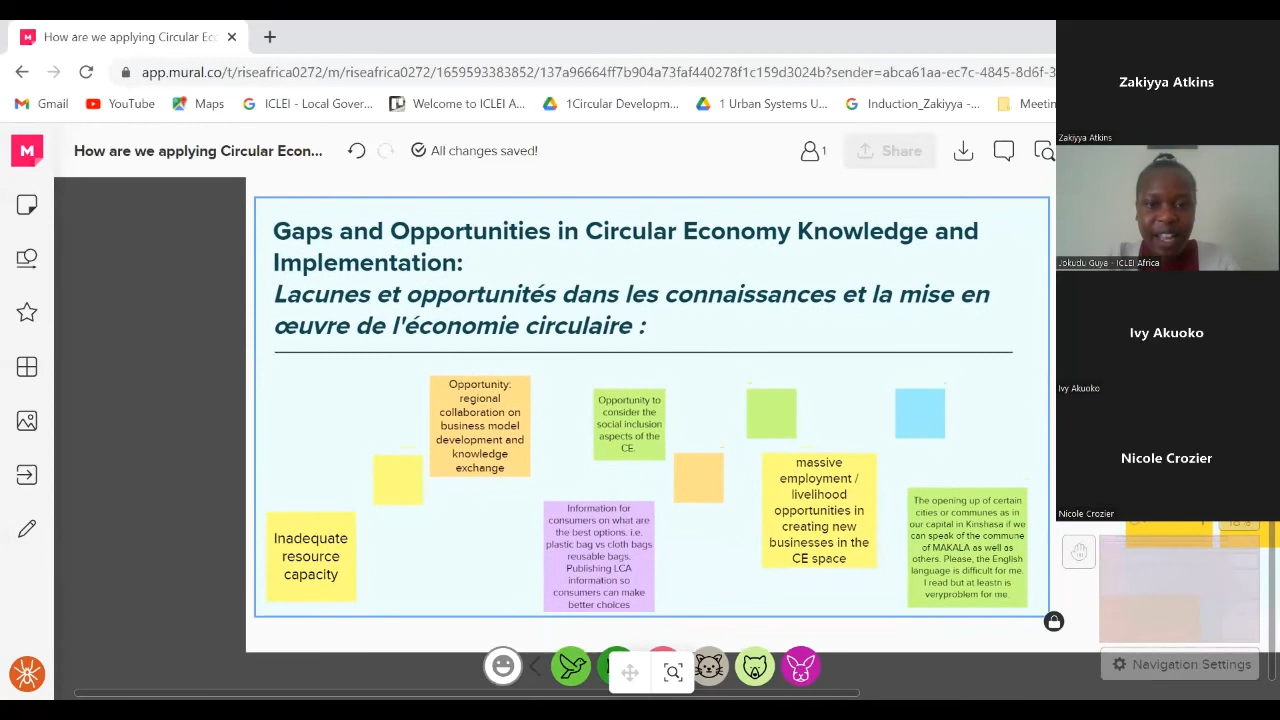 How are we applying Circular Ec
app.mural.co/t/riseafrica0272/m/riseafrica0272/1659593383852/137a96664ff7b904a73faf440278f1c159d3024b?sender=abca61aa-ec7c-4845-8d6f-3
Gmail
YouTube
Maps
ICLEI - Local Gover...
Welcome to ICLEI A...
1Circular Developm...
1 Urban Systems U...
Induction_Zakiyya -...
Meetin
M
How are we applying Circular Econ...
All changes saved!
1
Share
Gaps and Opportunities in Circular Economy Knowledge and
Implementation:
Lacunes et opportunités dans les connaissances et la mise en
œuvre de l'économie circulaire :
Opportunity:
regional
collaboration on
business model
development and
knowledge
exchange
Opportunity to
consider the
social inclusion
aspects of the
CE.
Inadequate
resource
capacity
Information for
consumers on what are
the best options. i.e.
plastic bag vs cloth bags
reusable bags.
Publishing LCA
information so
consumers can make
better choices
massive
employment /
livelihood
opportunities in
creating new
businesses in the
CE space
The opening up of certain
cities or communes as in
our capital in Kinshasa if we
can speak of the commune
of MAKALA as well as
others. Please, the English
language is difficult for me.
I read but at leastn is
veryproblem for me.
Navigation Settings
Zakiyya Atkins
Zakiyya Atkins
Jokudu Guya - ICLEI Africa
Ivy Akuoko
Ivy Akuoko
Nicole Crozier
Nicole Crozier